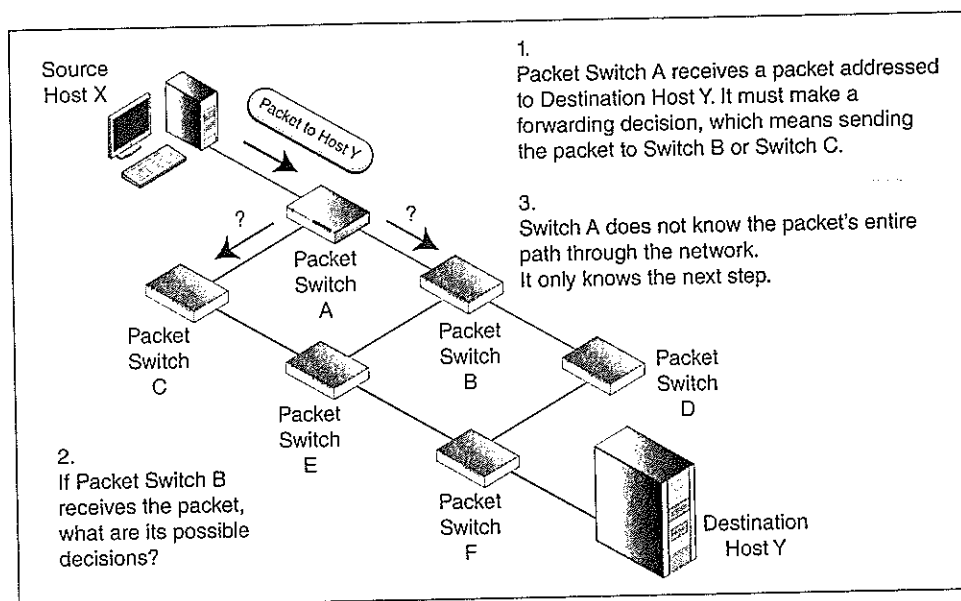 Source
Host X
Packet to Host Y
1.
Packet Switch A receives a packet addressed
to Destination Host Y. It must make a
forwarding decision, which means sending
the packet to Switch B or Switch C.
?
?
3.
Switch A does not know the packet's entire
path through the network.
It only knows the next step.
Packet
Switch
A
Packet
Switch
C
Packet
Switch
B
Packet
Switch
D
Packet
Switch
E
2.
If Packet Switch B
receives the packet,
what are its possible
decisions?
Packet
Switch
F
Destination
Host Y